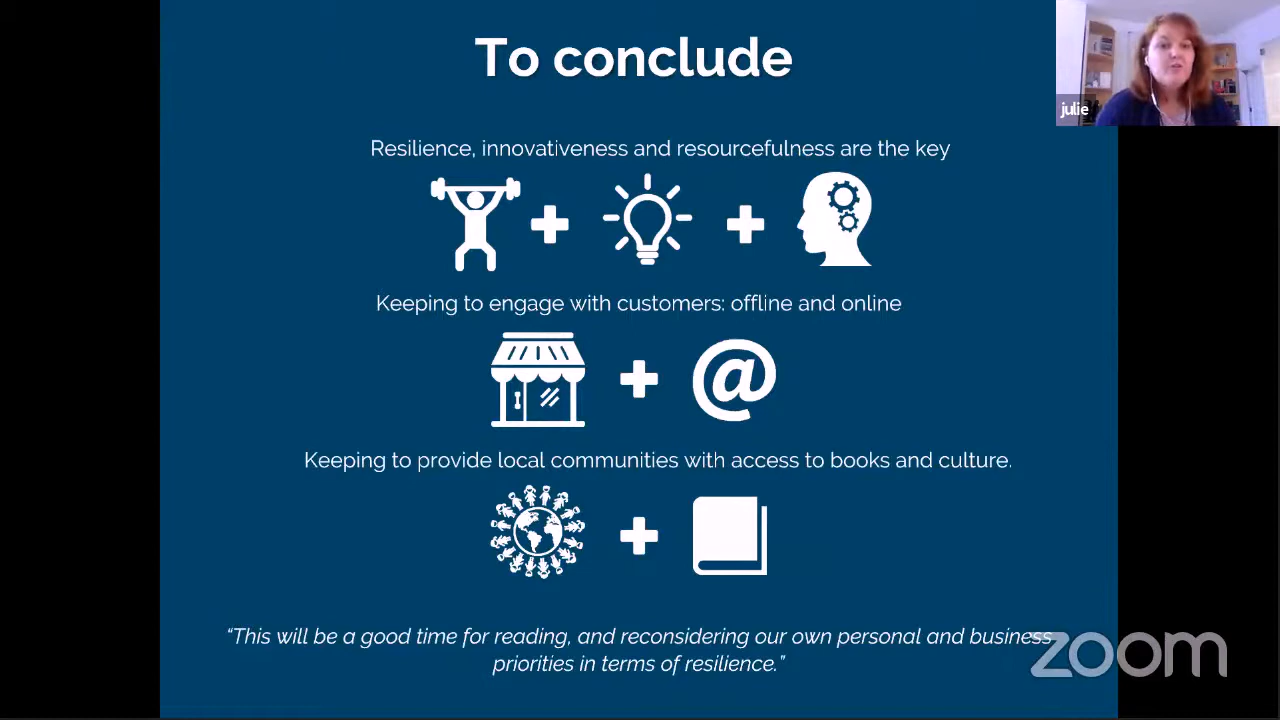 To conclude
julie
Resilience, innovativeness and resourcefulness are the key
Keeping to engage with customers: offline and online
@
Keeping to provide local communities with access to books and culture.
“This will be a good time for reading, and reconsidering our own personal and business
priorities in terms of resilience.”
zoom